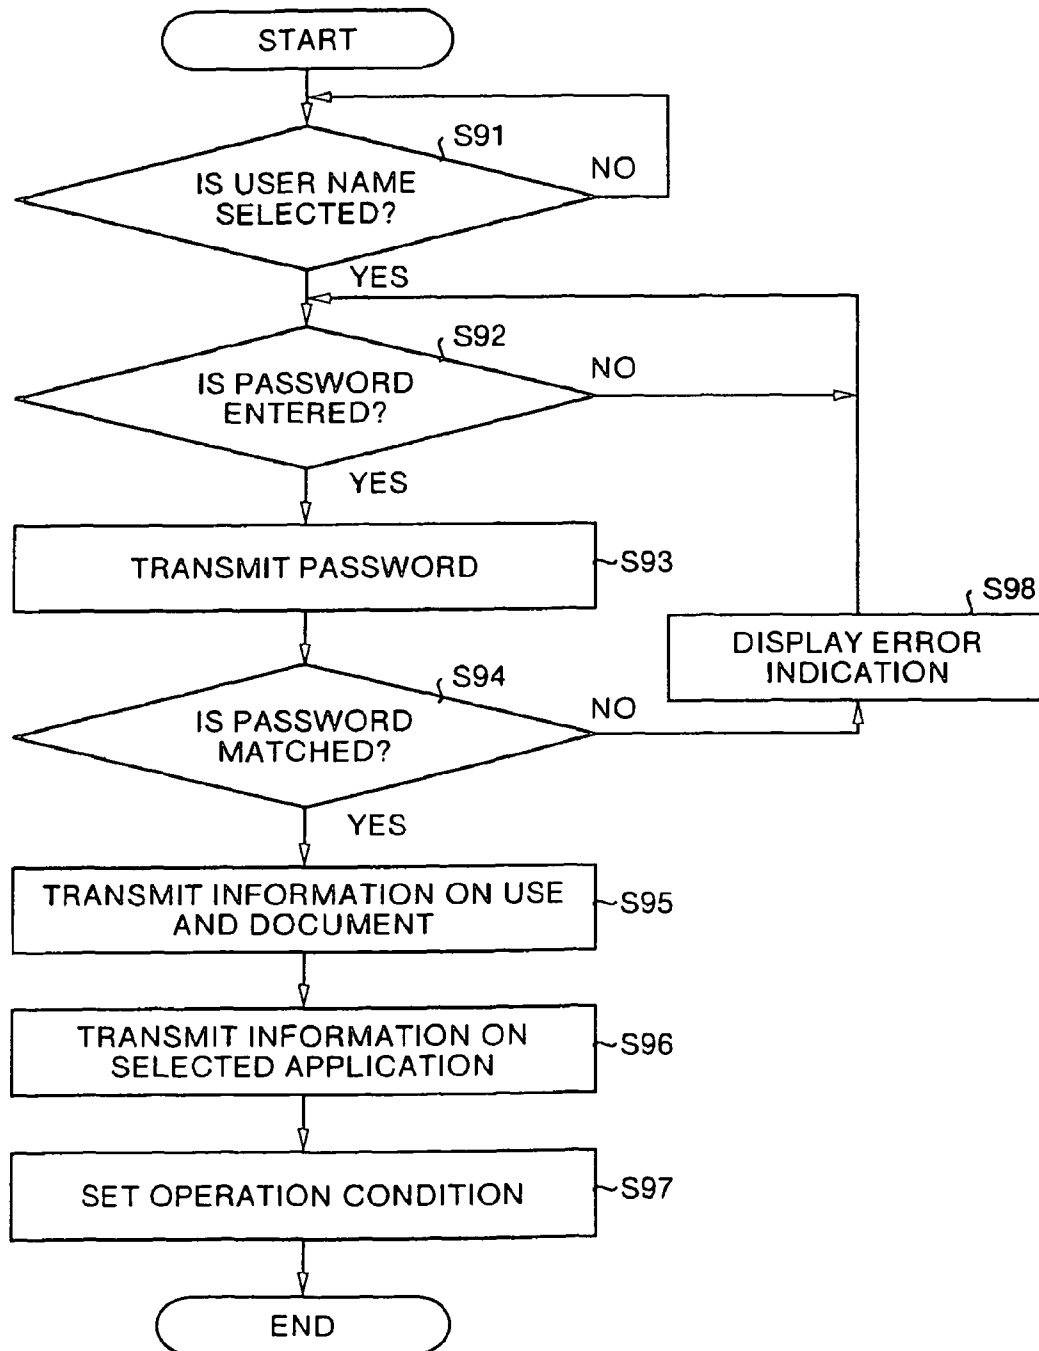 START
S91
IS USER NAME
SELECTED?
NO
YES
S92
IS PASSWORD
ENTERED?
NO
YES
TRANSMIT PASSWORD
S93
S98
DISPLAY ERROR
INDICATION
S94
IS PASSWORD
MATCHED?
NO
YES
TRANSMIT INFORMATION ON USE
AND DOCUMENT
S95
TRANSMIT INFORMATION ON
SELECTED APPLICATION
S96
SET OPERATION CONDITION
S97
END